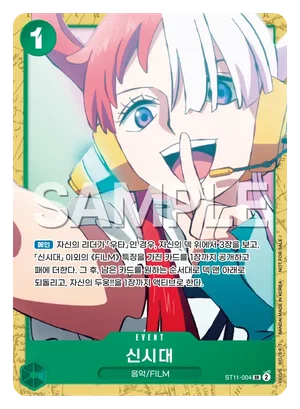 1
SAMPLE
메인 자신의 리더가 「우타」인 경우, 자신의 덱 위에서 3장을 보고,
「신시대」 이외의 《FILM》 특징을 가진 카드를 1장까지 공개하고
패에 더한다. 그 후, 남은 카드를 원하는 순서대로 덱 맨 아래로
되돌리고, 자신의 두웅!!을 1장까지 액티브로 한다.
EVENT
신시대
음악/FILM
ST11-004
2